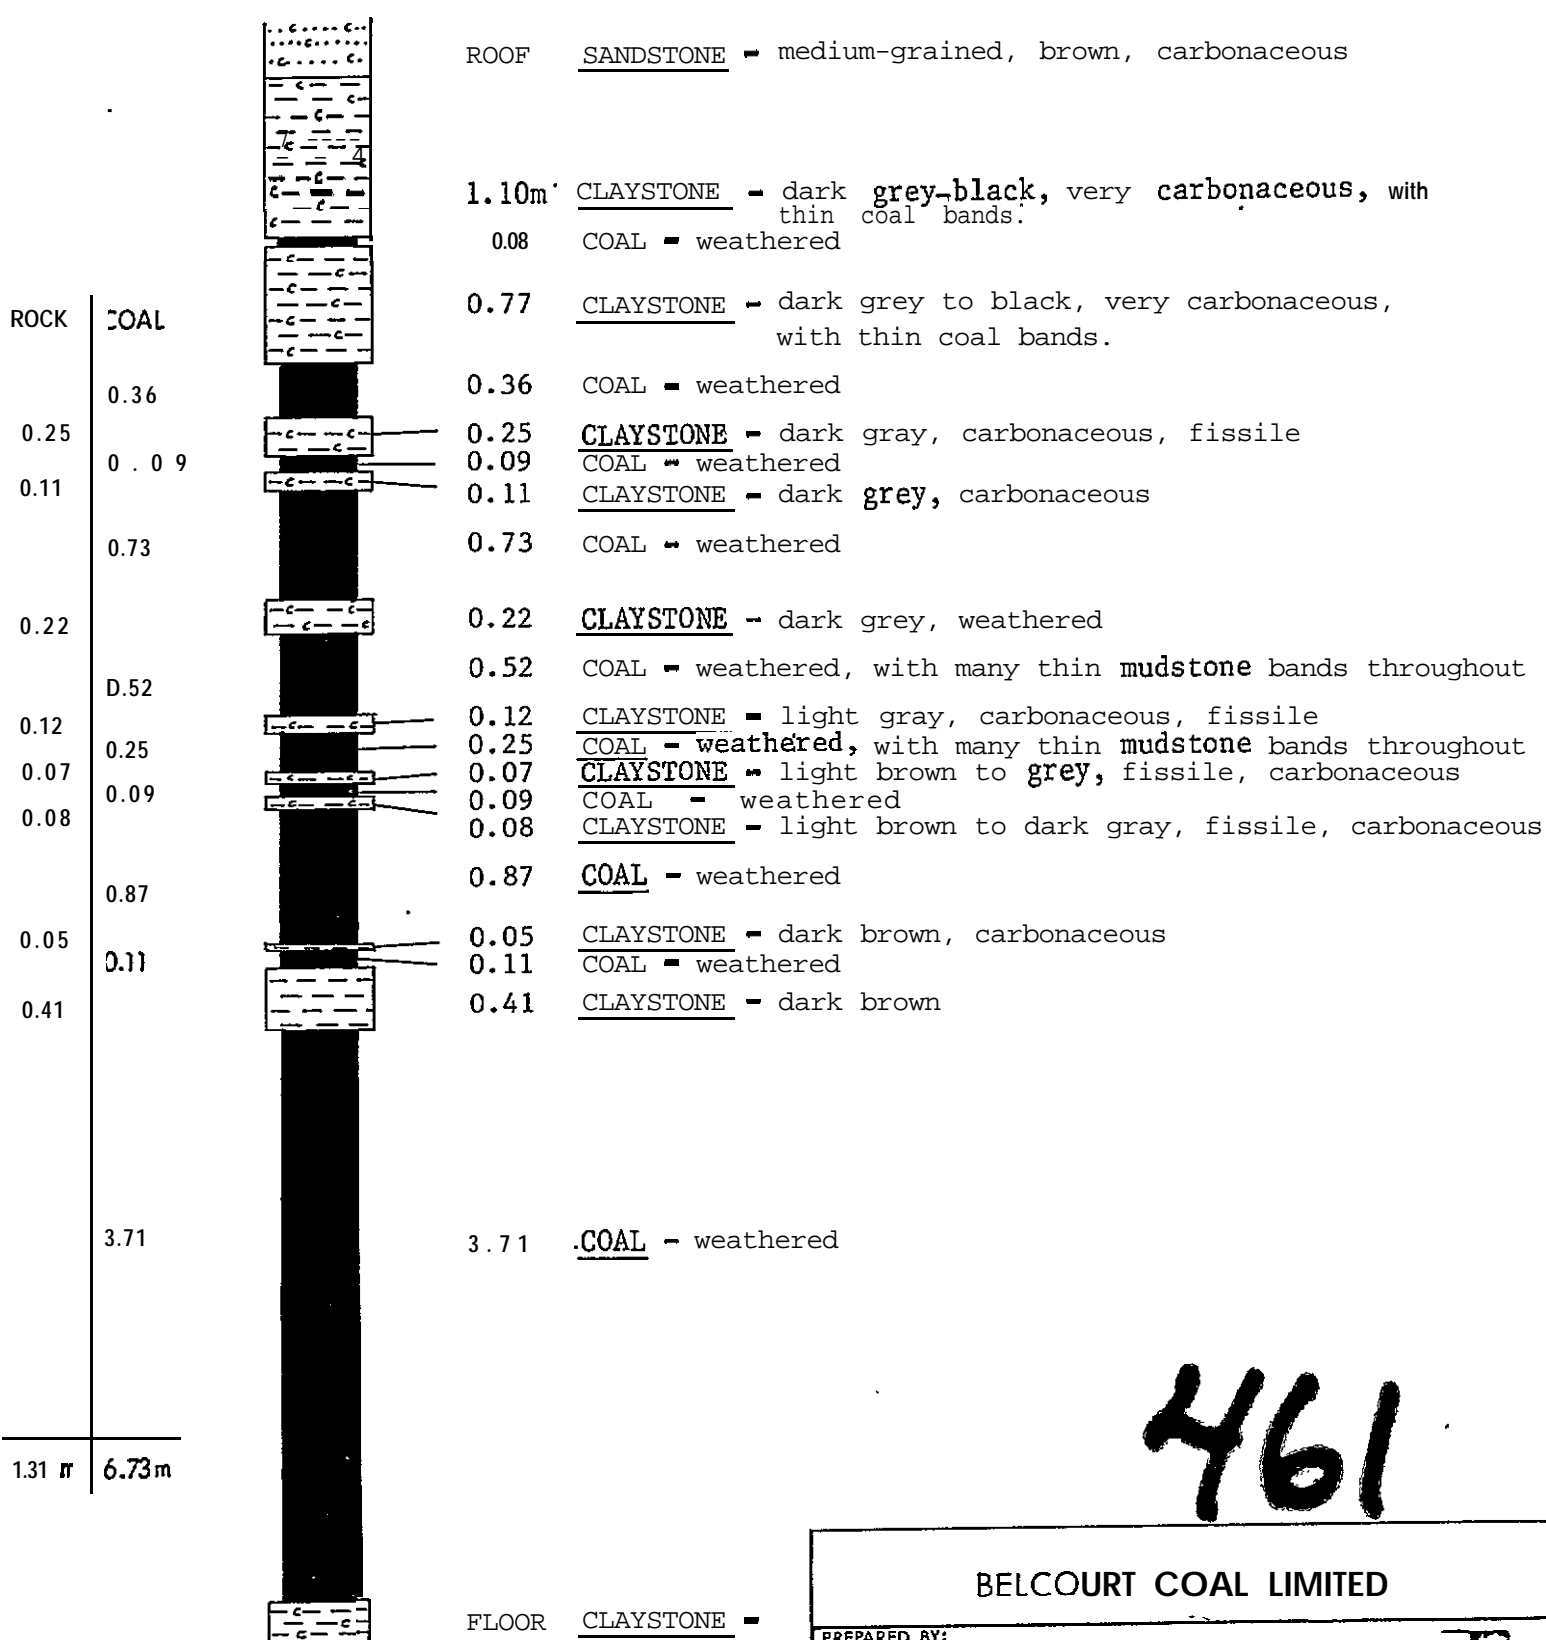 ROOF SANDSTONE - medium-grained, brown, carbonaceous
1.10m CLAYSTONE - dark grey-black, very carbonaceous, with
thin coal bands.
0.08 COAL - weathered
ROCK COAL
0.77 CLAYSTONE - dark grey to black, very carbonaceous,
with thin coal bands.
0.36 0.36 COAL - weathered
0.25 0.25 CLAYSTONE - dark gray, carbonaceous, fissile
0.09 0.09 COAL - weathered
0.11 0.11 CLAYSTONE - dark grey, carbonaceous
0.73 0.73 COAL - weathered
0.22 0.22 CLAYSTONE - dark grey, weathered
0.52 0.52 COAL - weathered, with many thin mudstone bands throughout
0.12 0.12 CLAYSTONE - light gray, carbonaceous, fissile
0.25 0.25 COAL - weathered, with many thin mudstone bands throughout
0.07 0.07 CLAYSTONE - light brown to grey, fissile, carbonaceous
0.09 0.09 COAL - weathered
0.08 0.08 CLAYSTONE - light brown to dark gray, fissile, carbonaceous
0.87 0.87 COAL - weathered
0.05 0.05 CLAYSTONE - dark brown, carbonaceous
0.11 0.11 COAL - weathered
0.41 0.41 CLAYSTONE - dark brown
3.71 3.71 COAL - weathered
461
1.31 m 6.73m
BELCOURT COAL LIMITED
FLOOR CLAYSTONE -
PREPARED BY: